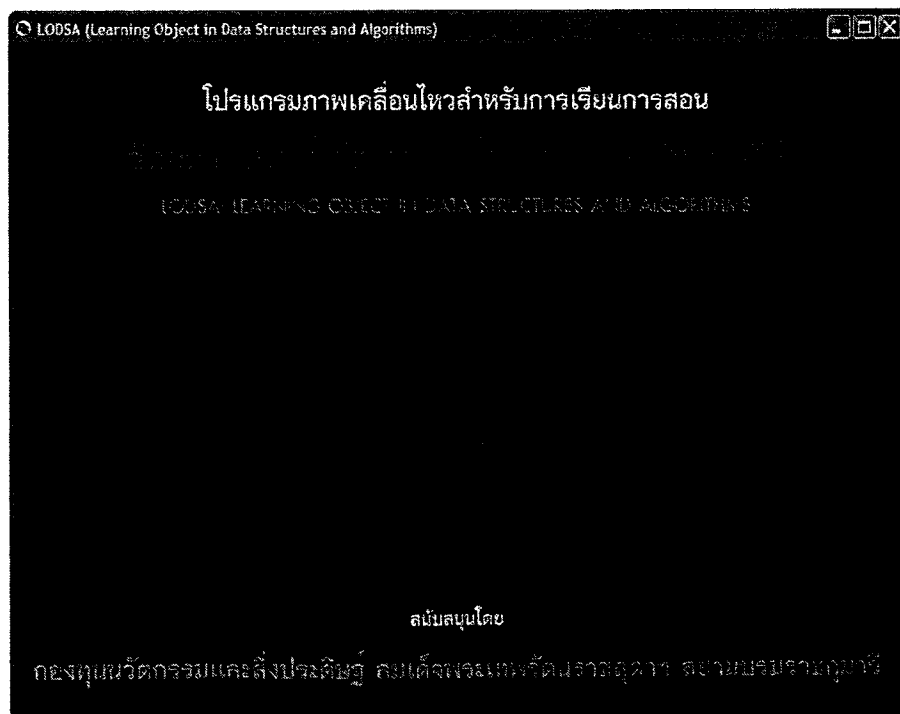 LODSA (Learning Object in Data Structures and Algorithms)
โปรแกรมภาพเคลื่อนไหวสำหรับการเรียนการสอน
LODSA: LEARNING OBJECT IN DATA STRUCTURES AND ALGORITHMS
สนับสนุนโดย
กองทุนนวัตกรรมและสิ่งประดิษฐ์ สมเด็จพระเทพรัตนราชสุดาฯ สยามบรมราชกุมารี